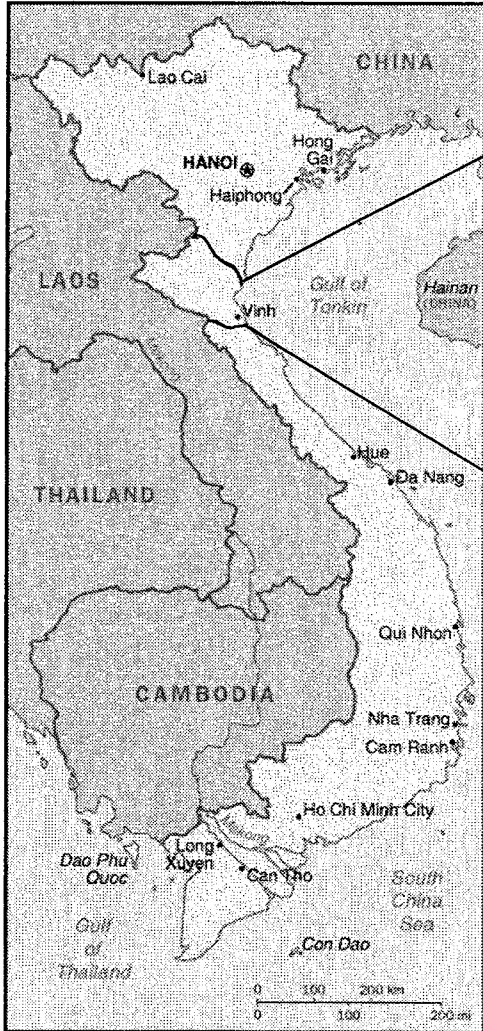 CHINA
Lao Cai
HANOI
Hong
Gai
Haiphong
LAOS
Gulf of
Tonkin
Hainan
Vinh
Hue
Da Nang
THAILAND
Qui Nhon
CAMBODIA
Nha Trang
Cam Ranh
Ho Chi Minh City
Mekong
Long
Xuyen
Can Tho
Dao Phu
Quoc
South
China
Sea
Gulf
of
Thailand
Con Dao
0 100 200 km
0 100 200 mi